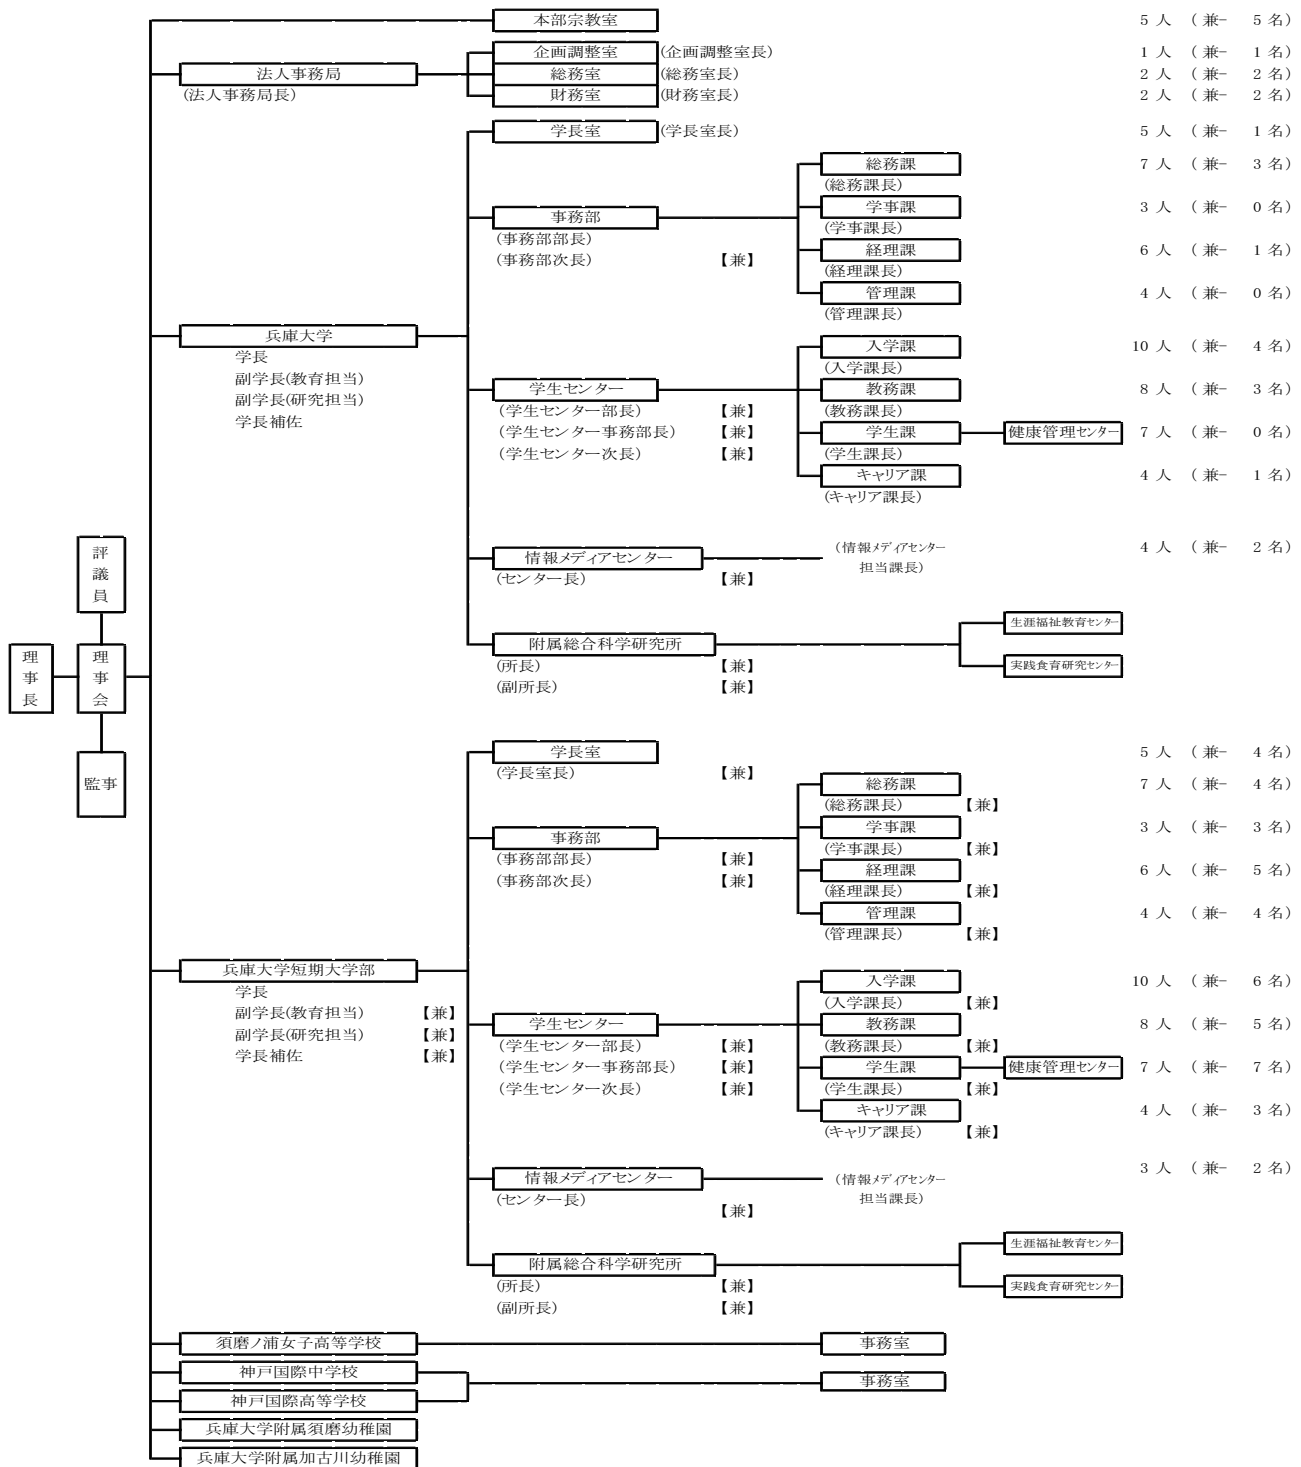 本部宗教室 5 人 (兼- 5 名)
企画調整室 (企画調整室長) 1 人 (兼- 1 名)
法人事務局 総務室 (総務室長) 2 人 (兼- 2 名)
(法人事務局長) 財務室 (財務室長) 2 人 (兼- 2 名)
学長室 (学長室長) 5 人 (兼- 1 名)
総務課 7 人 (兼- 3 名)
(総務課長)
事務部 学事課 3 人 (兼- 0 名)
(事務部部長) (学事課長)
経理課 6 人 (兼- 1 名)
(事務部次長) 【兼】
(経理課長)
管理課 4 人 (兼- 0 名)
(管理課長)
兵庫大学 入学課 10 人 (兼- 4 名)
学長 (入学課長)
副学長(教育担当)
学生センター 教務課 8 人 (兼- 3 名)
副学長(研究担当)
(学生センター部長) 【兼】 (教務課長)
学長補佐
(学生センター事務部長) 【兼】 学生課 健康管理センター 7 人 (兼- 0 名)
(学生センター次長) 【兼】 (学生課長)
キャリア課 4 人 (兼- 1 名)
(キャリア課長)
評議員
情報メディアセンター (情報メディアセンター 4 人 (兼- 2 名)
担当課長)
(センター長) 【兼】
生涯福祉教育センター
理事長 理事会 附属総合科学研究所
(所長) 【兼】 実践食育研究センター
(副所長) 【兼】
監事
学長室 5 人 (兼- 4 名)
(学長室長) 【兼】
総務課 7 人 (兼- 4 名)
(総務課長) 【兼】
事務部 学事課 3 人 (兼- 3 名)
(事務部部長) 【兼】 (学事課長) 【兼】
経理課 6 人 (兼- 5 名)
(事務部次長) 【兼】
(経理課長) 【兼】
管理課 4 人 (兼- 4 名)
(管理課長) 【兼】
兵庫大学短期大学部 入学課 10 人 (兼- 6 名)
学長 (入学課長) 【兼】
副学長(教育担当) 【兼】
学生センター 教務課 8 人 (兼- 5 名)
副学長(研究担当) 【兼】
(学生センター部長) 【兼】 (教務課長) 【兼】
学長補佐 【兼】
(学生センター事務部長) 【兼】 学生課 健康管理センター 7 人 (兼- 7 名)
(学生センター次長) 【兼】 (学生課長) 【兼】
キャリア課 4 人 (兼- 3 名)
(キャリア課長) 【兼】
情報メディアセンター (情報メディアセンター 3 人 (兼- 2 名)
担当課長)
(センター長) 【兼】
生涯福祉教育センター
附属総合科学研究所
(所長) 【兼】 実践食育研究センター
(副所長) 【兼】
須磨ノ浦女子高等学校 事務室
神戸国際中学校
事務室
神戸国際高等学校
兵庫大学附属須磨幼稚園
兵庫大学附属加古川幼稚園